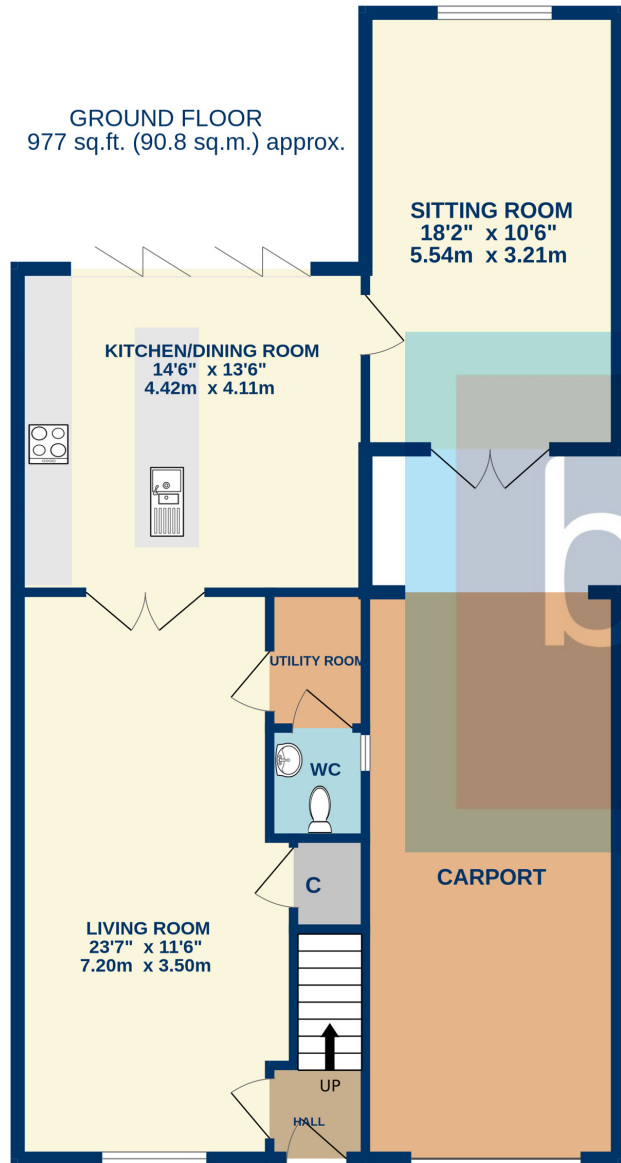 GROUND FLOOR
977 sq.ft. (90.8 sq.m.) approx.
SITTING ROOM
18'2" x 10'6"
5.54m x 3.21m
KITCHEN/DINING ROOM
14'6" x 13'6"
4.42m x 4.11m
b
UTILITY ROOM
WC
C
CARPORT
LIVING ROOM
23'7" x 11'6"
7.20m x 3.50m
UP
HALL